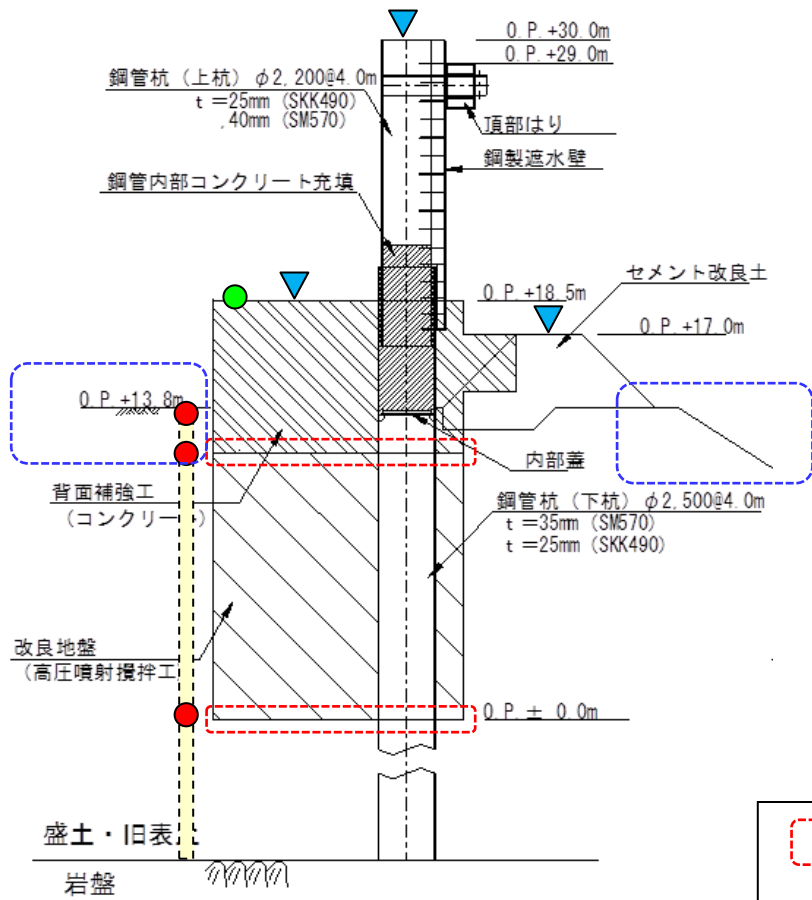 O.P.+30.0m
O.P.+29.0m
鋼管杭（上杭）φ2,200@4.0m
t＝25mm（SKK490）
,40mm（SM570）
頂部はり
鋼製遮水壁
鋼管内部コンクリート充填
セメント改良土
O.P.+18.5m
O.P.+17.0m
O.P.+13.8m
内部蓋
背面補強工
（コンクリート）
鋼管杭（下杭）φ2,500@4.0m
t＝35mm（SM570）
t＝25mm（SKK490）
改良地盤
（高圧噴射攪拌工
O.P.± 0.0m
盛土・旧表土
岩盤